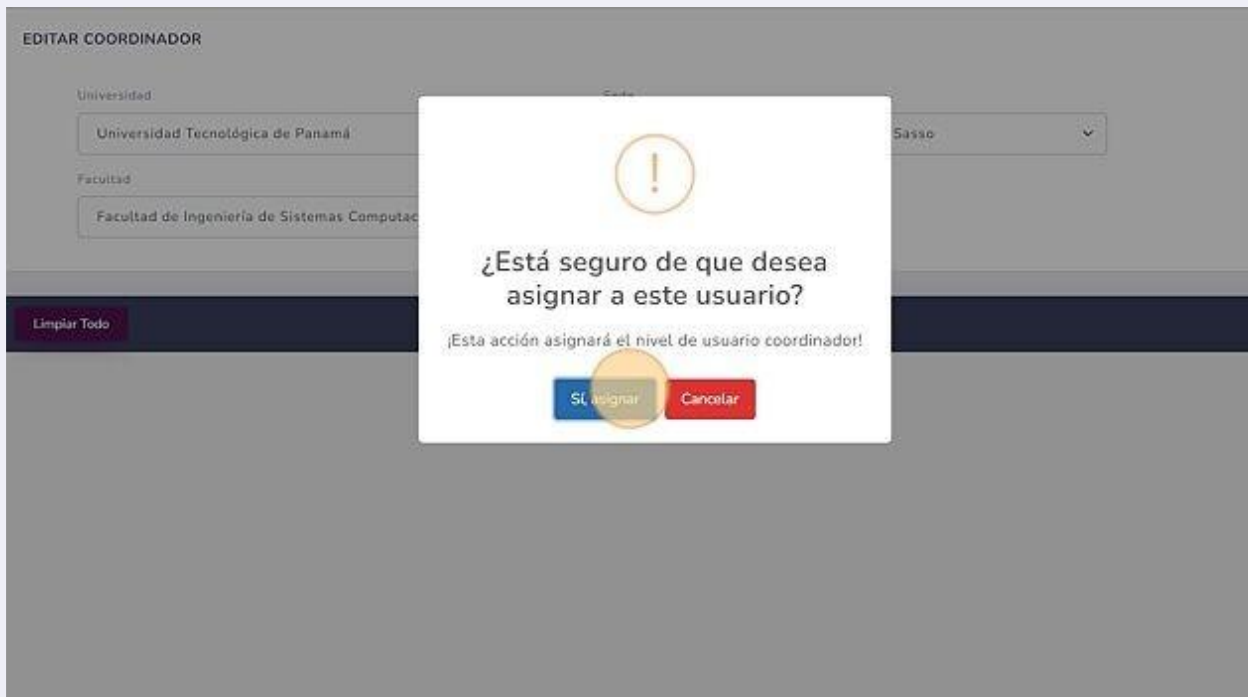 EDITAR COORDINADOR
Universidad
Sede
Universidad Tecnológica de Panamá
Sasso
Facultad
Facultad de Ingeniería de Sistemas Computac
!
¿Está seguro de que desea
asignar a este usuario?
¡Esta acción asignará el nivel de usuario coordinador!
Limpiar Todo
Sí, asignar
Cancelar